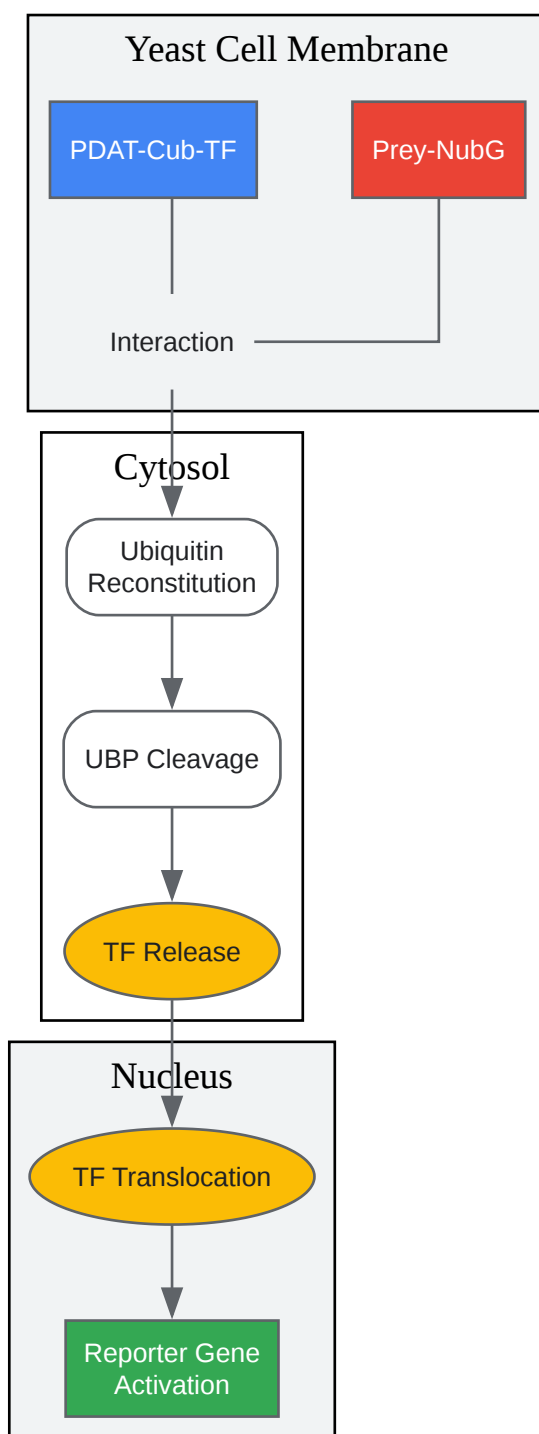 Yeast Cell Membrane
PDAT-Cub-TF
Prey-NubG
Interaction
Cytosol
Ubiquitin
Reconstitution
UBP Cleavage
TF Release
Nucleus
TF Translocation
Reporter Gene
Activation